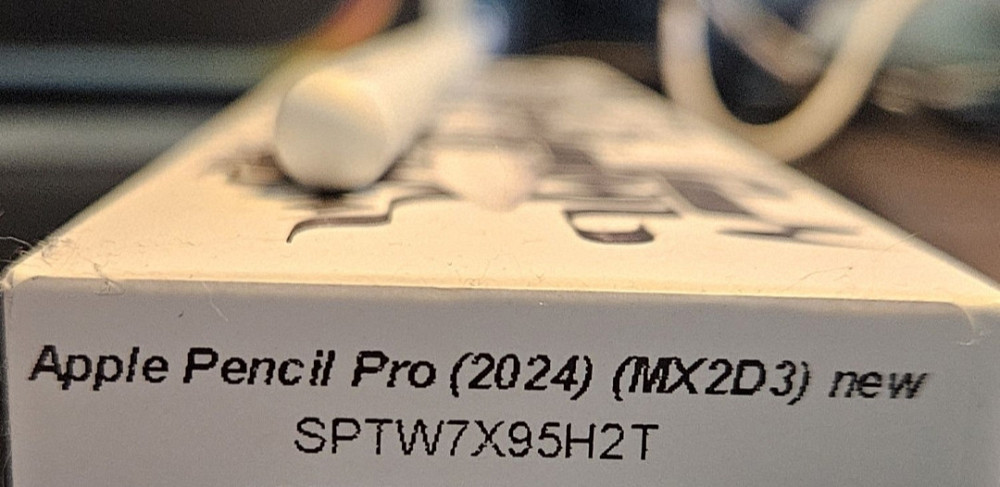 Apple Pencil Pro (2024) (MX2D3) new
SPTW7X95H2T